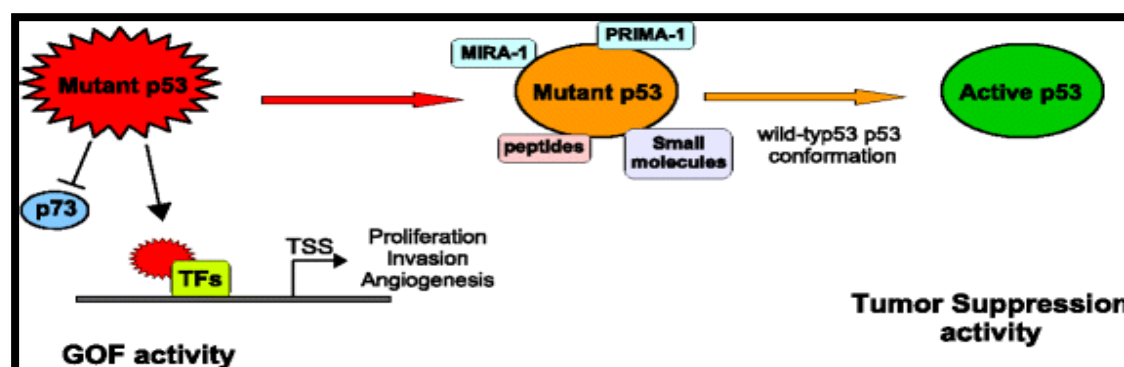 Mutant p53
MIRA-1
PRIMA-1
Mutant p53
peptides
Small
molecules
wild-typ53 p53
conformation
Active p53
p73
TFs
TSS
Proliferation
Invasion
Angiogenesis
GOF activity
Tumor Suppression
activity